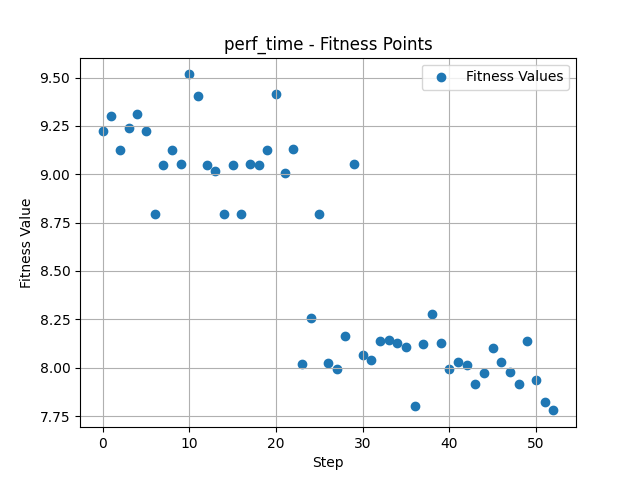 perf_time - Fitness Points
Fitness Values
9.50
9.25
9.00
8.75
8.50
8.25
8.00
7.75
Fitness Value
0 10 20 30 40 50
Step